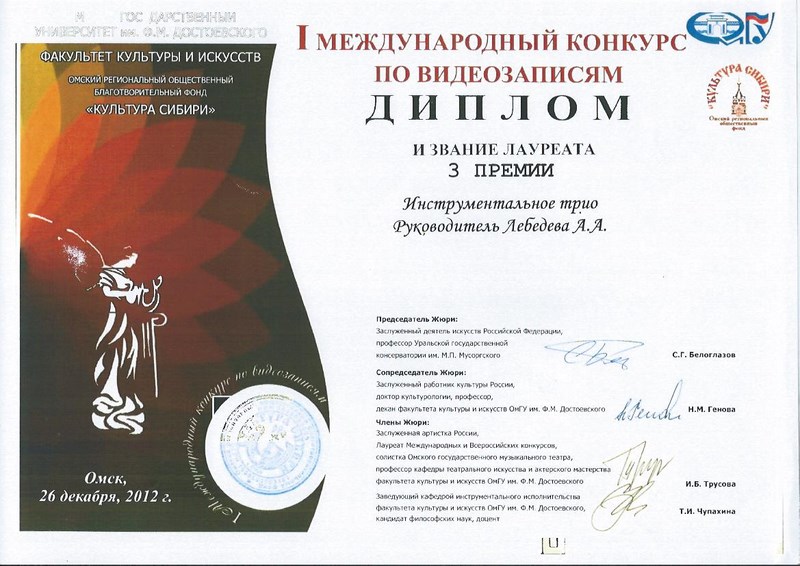 ГОС ДАРСТВЕННЫЙ
УНИВЕРСИТЕТ им. Ф.М. ДОСТОЕВСКОГО
ФАКУЛЬТЕТ КУЛЬТУРЫ И ИСКУССТВ
ОМСКИЙ РЕГИОНАЛЬНЫЙ ОБЩЕСТВЕННЫЙ
БЛАГОТВОРИТЕЛЬНЫЙ ФОНД
«КУЛЬТУРА СИБИРИ»
I МЕЖДУНАРОДНЫЙ КОНКУРС
ПО ВИДЕОЗАПИСЯМ
ДИПЛОМ
И ЗВАНИЕ ЛАУРЕАТА
3 ПРЕМИИ
Инструментальное трио
Руководитель Лебедева А.А.
ОмГУ
"КУЛЬТУРА СИБИРИ"
Омский региональный
общественный
фонд
Председатель Жюри:
Заслуженный деятель искусств Российской Федерации,
профессор Уральской государственной
консерватории им. М.П. Мусоргского
С.Г. Белоглазов
Сопредседатель Жюри:
Заслуженный работник культуры России,
доктор культурологии, профессор,
декан факультета культуры и искусств ОмГУ им. Ф.М. Достоевского
Н.М. Генова
Члены Жюри:
Заслуженная артистка России,
Лауреат Международных и Всероссийских конкурсов,
солистка Омского государственного музыкального театра,
профессор кафедры театрального искусства и актерского мастерства
факультета культуры и искусств ОмГУ им. Ф.М. Достоевского
И.Б. Трусова
Заведующий кафедрой инструментального исполнительства
факультета культуры и искусств ОмГУ им. Ф.М. Достоевского,
кандидат философских наук, доцент
Т.И. Чупахина
I Международный конкурс по видеозаписям
Омск,
26 декабря, 2012 г.